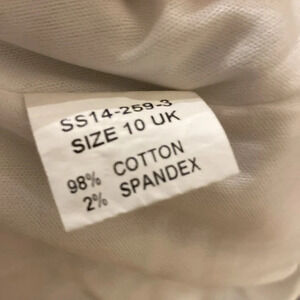 SS14-259-3
SIZE 10 UK
98% COTTON
2% SPANDEX